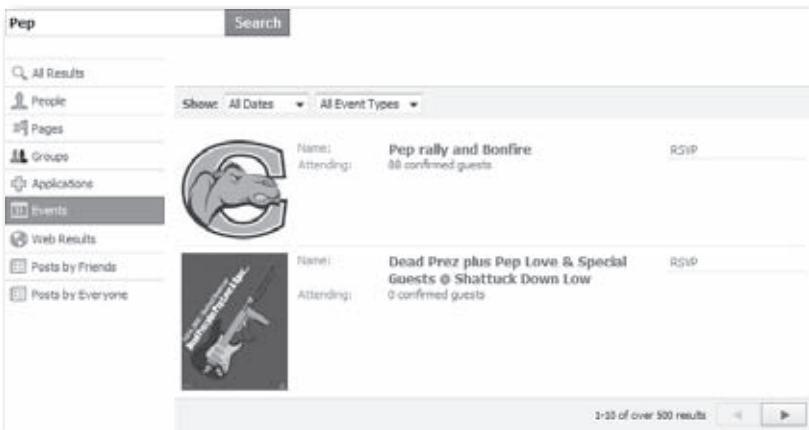 Pep
Search
All Results
People
Pages
Groups
Applications
Events
Web Results
Posts by Friends
Posts by Everyone
Show: All Dates All Event Types
Name: Pep rally and Bonfire RSVP
Attending: 88 confirmed guests
C
Name: Dead Prez plus Pep Love & Special RSVP
Guests @ Shattuck Down Low
Attending: 0 confirmed guests
1-10 of over 500 results